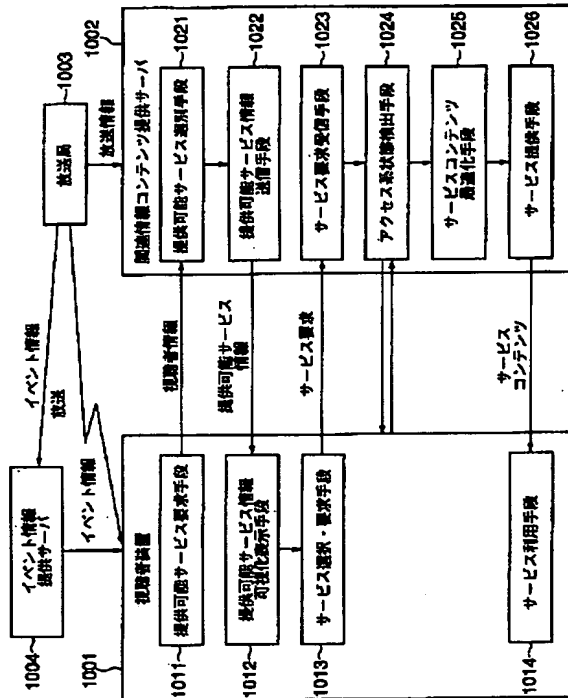 1003
放送局
1004
イベント情報
提供サーバ
イベント情報
放送
イベント情報
放送情報
1001
視聴者装置
1002
関連情報コンテンツ提供サーバ
1011
提供可能サービス要求手段
視聴者情報
提供可能サービス選別手段
1021
1012
提供可能サービス情報
可視化表示手段
提供可能サービス
情報
提供可能サービス情報
送信手段
1022
1013
サービス選択・要求手段
サービス要求
サービス要求受信手段
1023
アクセス系状態検出手段
1024
サービスコンテンツ
最適化手段
1025
1014
サービス利用手段
サービス
コンテンツ
サービス提供手段
1026